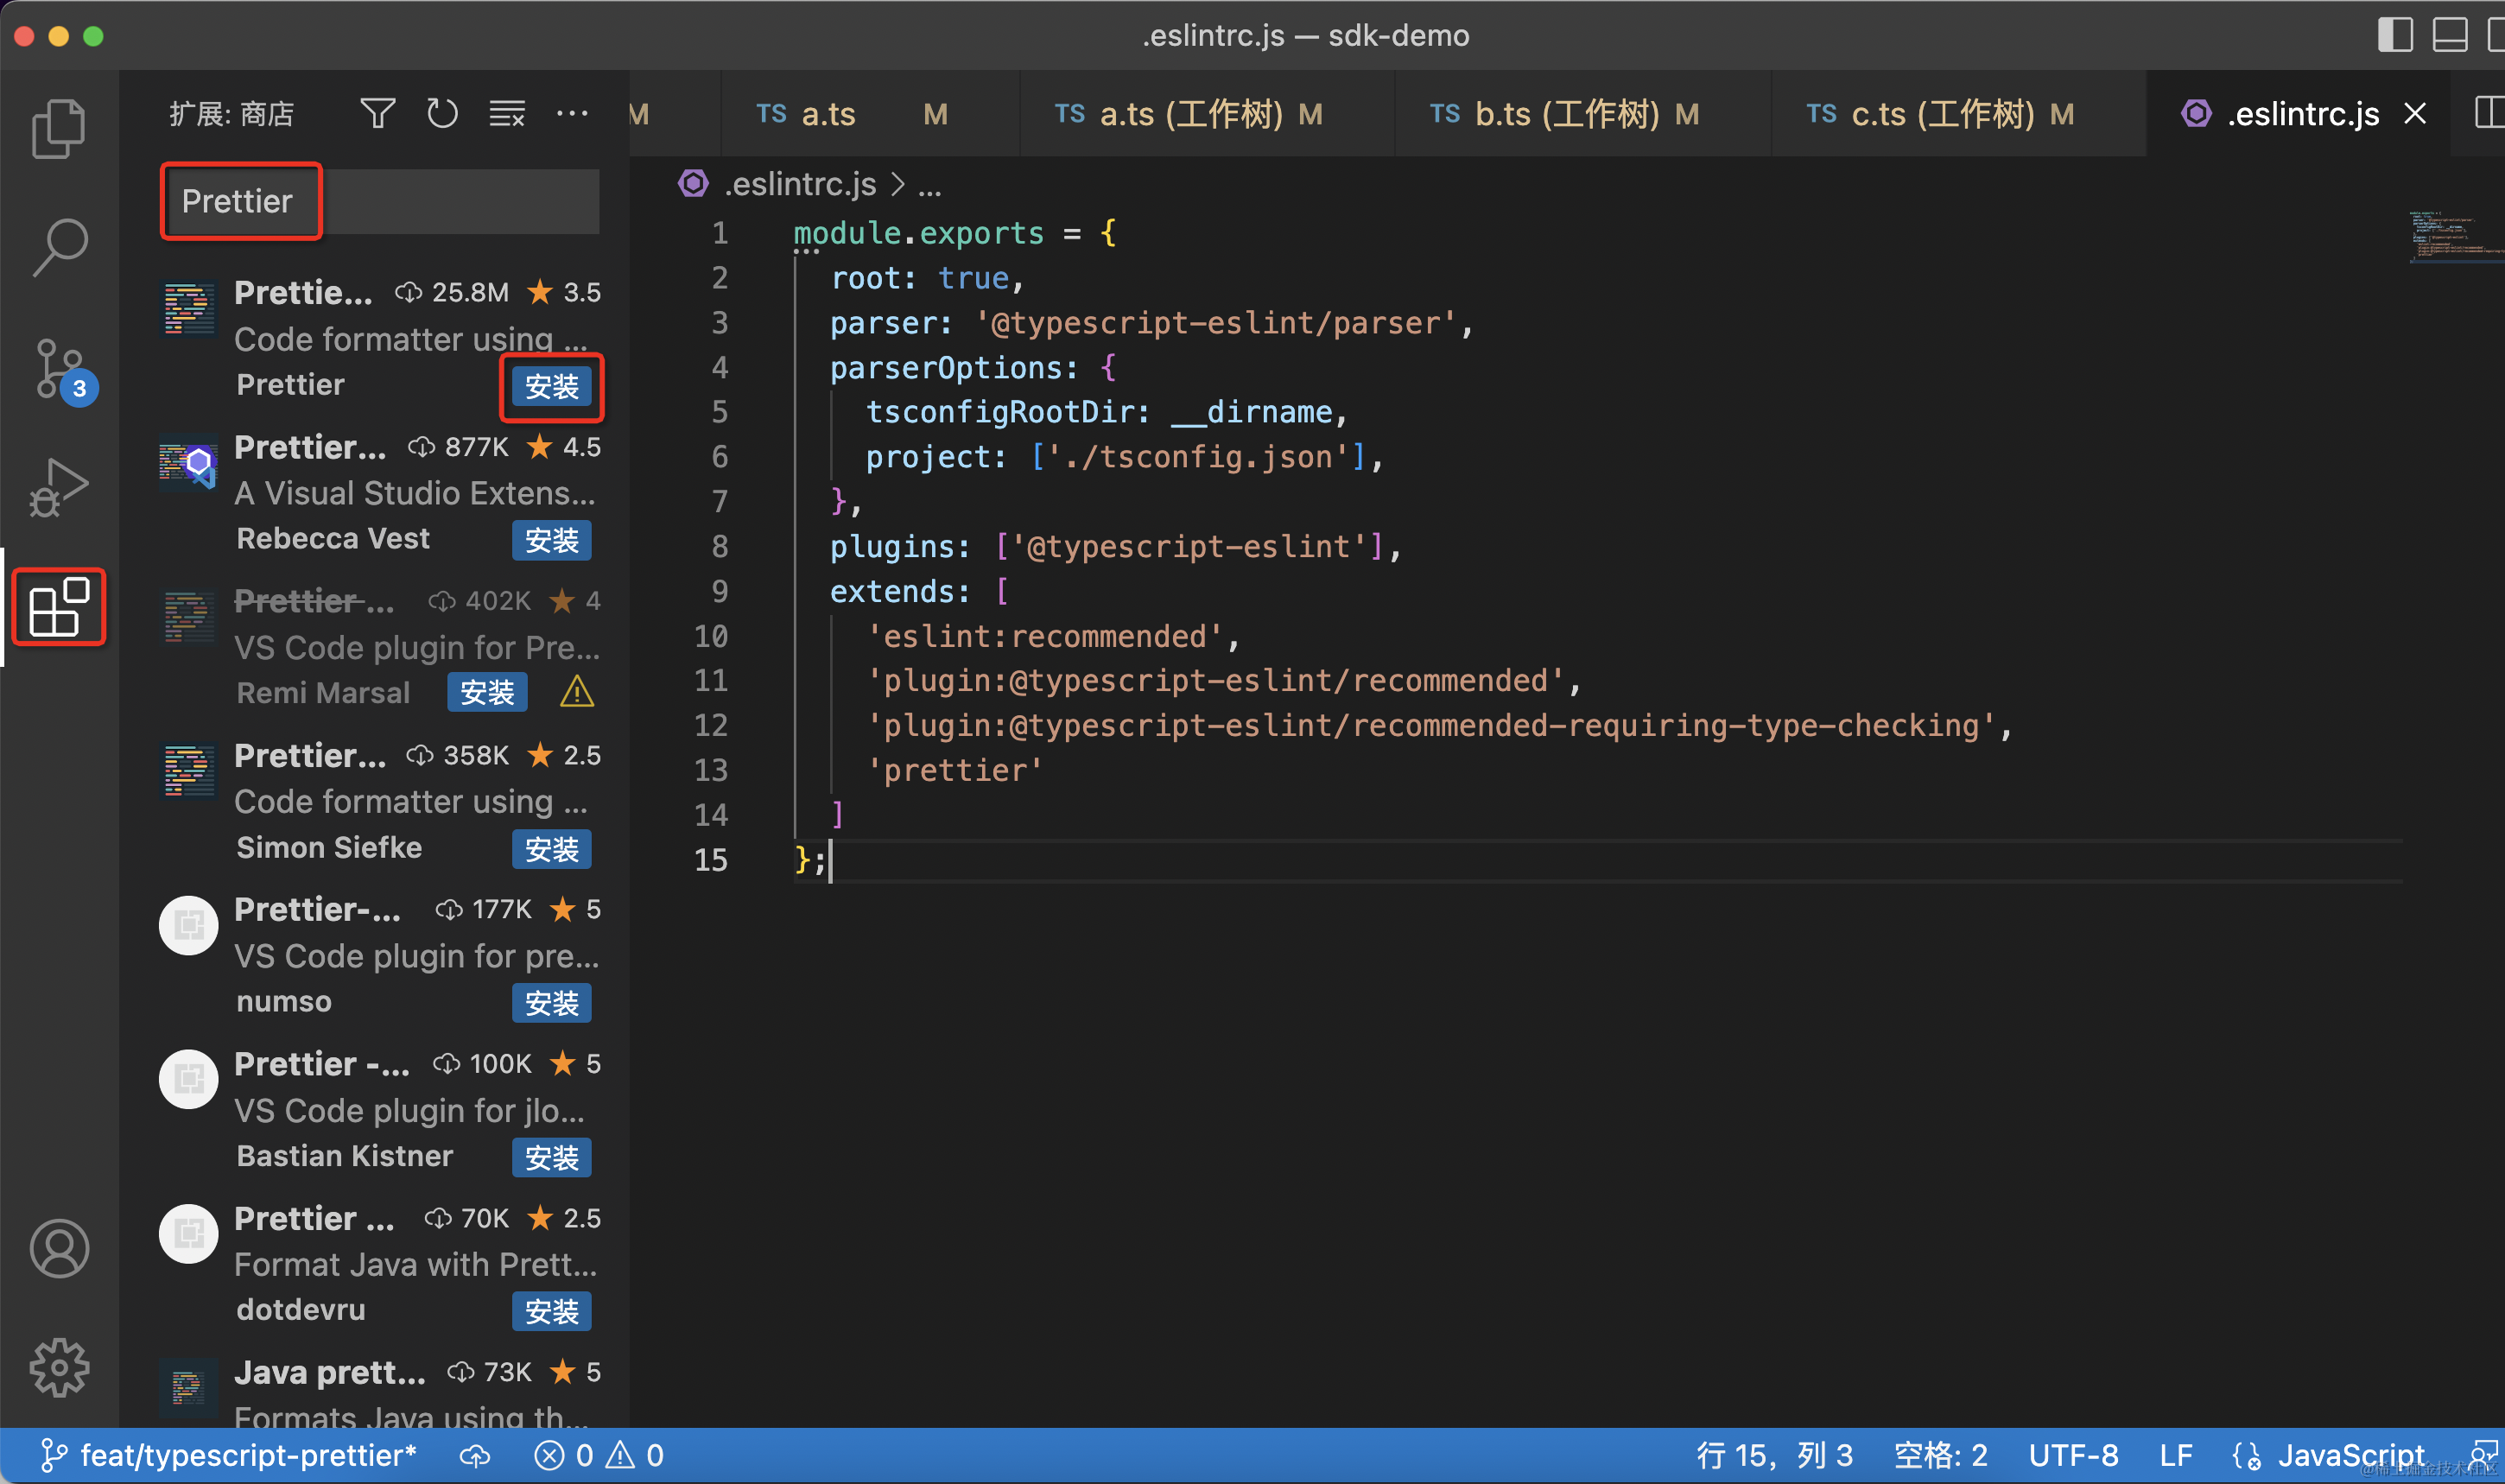 .eslintrc.js — sdk-demo
扩展: 商店
M
TS a.ts M
TS a.ts (工作树) M
TS b.ts (工作树) M
TS c.ts (工作树) M
.eslintrc.js
Prettier
Prettie... 25.8M 3.5
Code formatter using ...
Prettier 安装
Prettier... 877K 4.5
A Visual Studio Extens...
Rebecca Vest 安装
Prettier ... 402K 4
VS Code plugin for Pre...
Remi Marsal 安装
Prettier... 358K 2.5
Code formatter using ...
Simon Siefke 安装
Prettier-... 177K 5
VS Code plugin for pre...
numso 安装
Prettier -... 100K 5
VS Code plugin for jlo...
Bastian Kistner 安装
Prettier ... 70K 2.5
Format Java with Prett...
dotdevru 安装
Java prett... 73K 5
Formats Java using th...
3
.eslintrc.js > ...
1 module.exports = {
2 root: true,
3 parser: '@typescript-eslint/parser',
4 parserOptions: {
5 tsconfigRootDir: __dirname,
6 project: ['./tsconfig.json'],
7 },
8 plugins: ['@typescript-eslint'],
9 extends: [
10 'eslint:recommended',
11 'plugin:@typescript-eslint/recommended',
12 'plugin:@typescript-eslint/recommended-requiring-type-checking',
13 'prettier'
14 ]
15 };
feat/typescript-prettier* 0 0 行 15，列 3 空格: 2 UTF-8 LF JavaScript
@稀土掘金技术社区